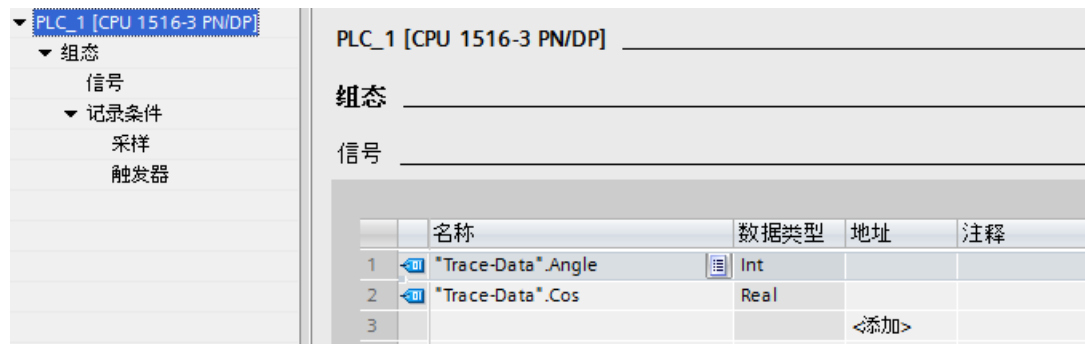 PLC_1 [CPU 1516-3 PN/DP]
组态
信号
记录条件
采样
触发器
PLC_1 [CPU 1516-3 PN/DP]
组态
信号
名称 数据类型 地址 注释
1 "Trace-Data".Angle Int
2 "Trace-Data".Cos Real
3 <添加>